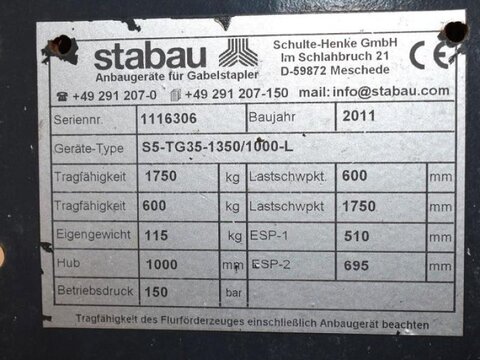 stabau
Anbaugeräte für Gabelstapler
Schulte-Henke GmbH
Im Schlahbruch 21
D-59872 Meschede
CE
+49 291 207-0 +49 291 207-150 mail: info@stabau.com
Seriennr. 1116306 Baujahr 2011
Geräte-Type S5-TG35-1350/1000-L
Tragfähigkeit 1750 kg Lastschwpkt. 600 mm
Tragfähigkeit 600 kg Lastschwpkt. 1750 mm
Eigengewicht 115 kg ESP-1 510 mm
Hub 1000 mm ESP-2 695 mm
Betriebsdruck 150 bar
Tragfähigkeit des Flurförderzeuges einschließlich Anbaugerät beachten